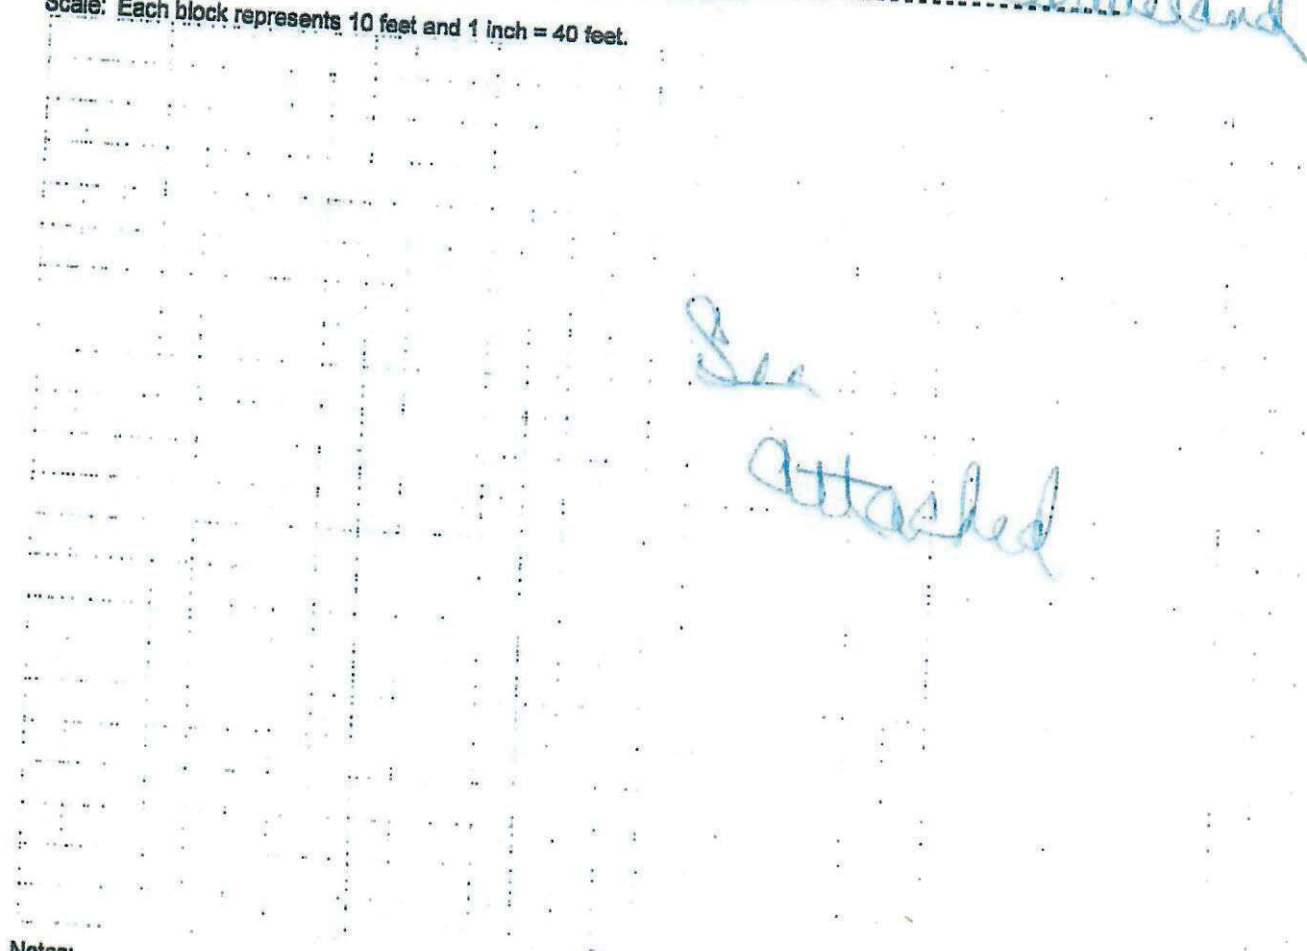 Scale: Each block represents 10 feet and 1 inch = 40 feet.
See
attached
Notes: